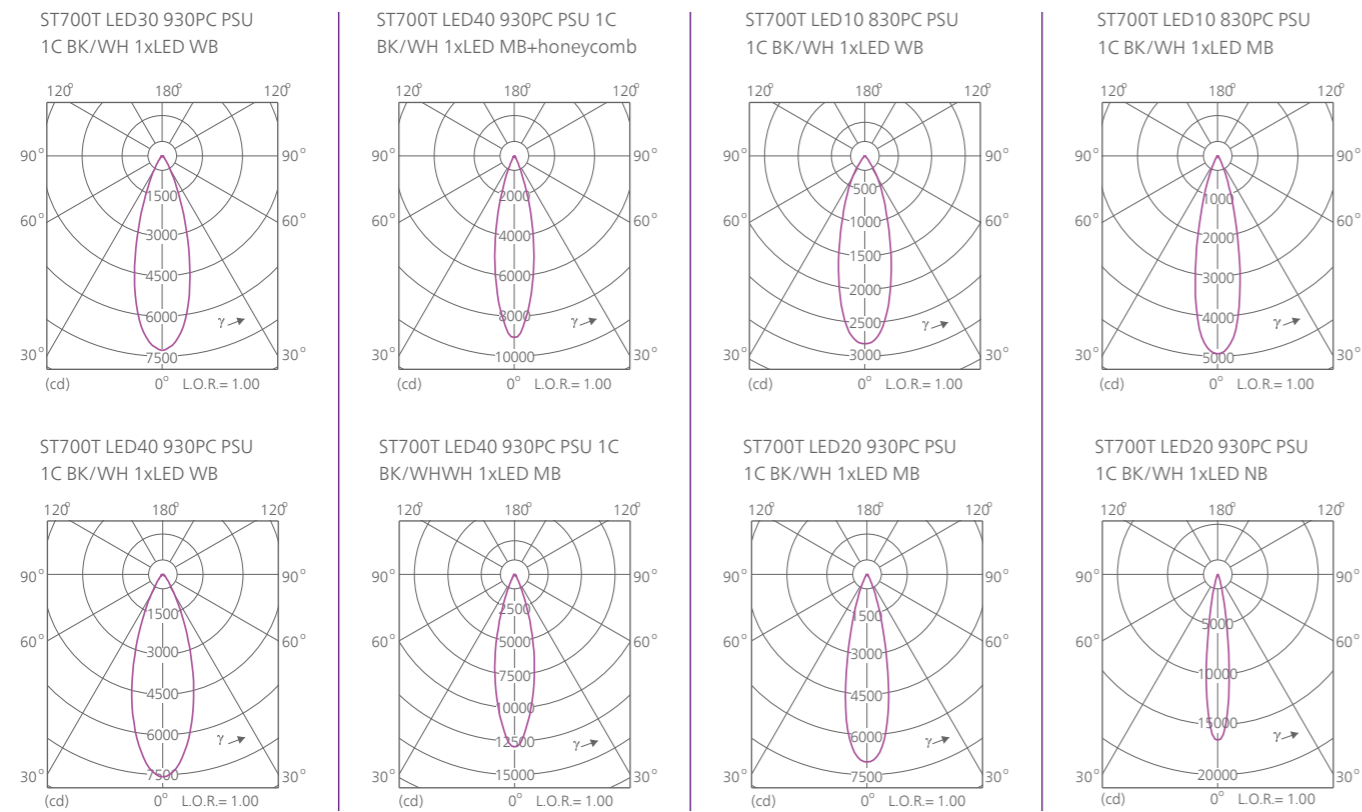 ST700T LED30 930PC PSU
1C BK/WH 1xLED WB
120° 180° 120°
90° 90°
1500
60° 3000 60°
4500
6000
γ
30° 7500 30°
(cd) 0° L.O.R.= 1.00
ST700T LED40 930PC PSU 1C
BK/WH 1xLED MB+honeycomb
120° 180° 120°
90° 90°
2000
60° 4000 60°
6000
8000
γ
30° 10000 30°
(cd) 0° L.O.R.= 1.00
ST700T LED10 830PC PSU
1C BK/WH 1xLED WB
120° 180° 120°
90° 90°
500
60° 1000 60°
1500
2000
2500
γ
30° 3000 30°
(cd) 0° L.O.R.= 1.00
ST700T LED10 830PC PSU
1C BK/WH 1xLED MB
120° 180° 120°
90° 90°
1000
60° 2000 60°
3000
4000
γ
30° 5000 30°
(cd) 0° L.O.R.= 1.00
ST700T LED40 930PC PSU
1C BK/WH 1xLED WB
120° 180° 120°
90° 90°
1500
60° 3000 60°
4500
6000
γ
30° 7500 30°
(cd) 0° L.O.R.= 1.00
ST700T LED40 930PC PSU 1C
BK/WHWH 1xLED MB
120° 180° 120°
90° 90°
2500
60° 5000 60°
7500
10000
12500
γ
30° 15000 30°
(cd) 0° L.O.R.= 1.00
ST700T LED20 930PC PSU
1C BK/WH 1xLED MB
120° 180° 120°
90° 90°
1500
60° 3000 60°
4500
6000
γ
30° 7500 30°
(cd) 0° L.O.R.= 1.00
ST700T LED20 930PC PSU
1C BK/WH 1xLED NB
120° 180° 120°
90° 90°
5000
60° 60°
10000
15000
γ
30° 20000 30°
(cd) 0° L.O.R.= 1.00